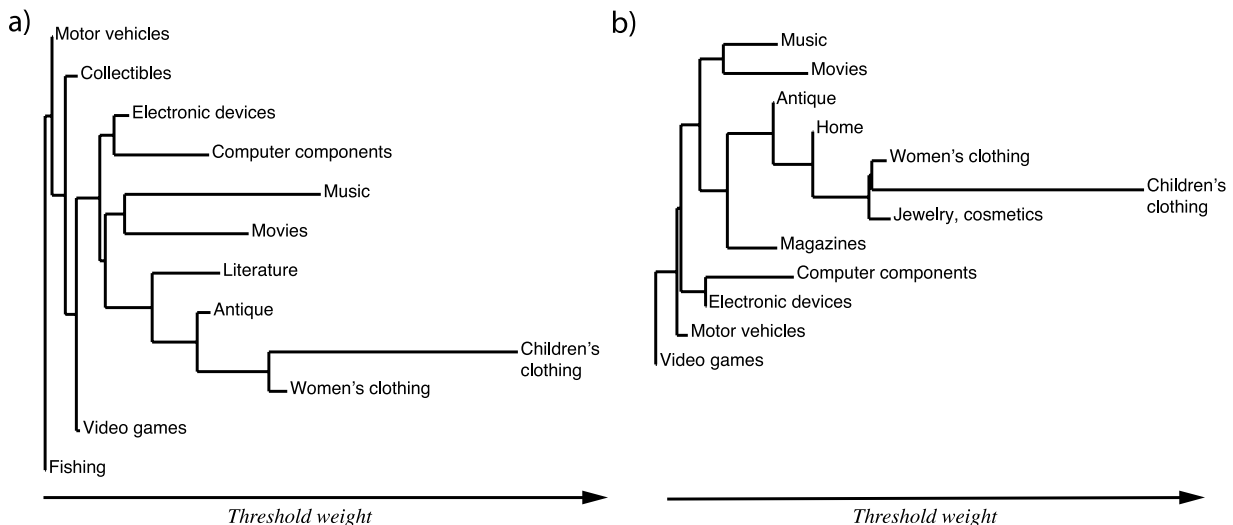 a)
Motor vehicles
Collectibles
Electronic devices
Computer components
Music
Movies
Literature
Antique
Children's
clothing
Women's clothing
Video games
Fishing
Threshold weight
b)
Music
Movies
Antique
Home
Women's clothing
Children's
clothing
Jewelry, cosmetics
Magazines
Computer components
Electronic devices
Motor vehicles
Video games
Threshold weight